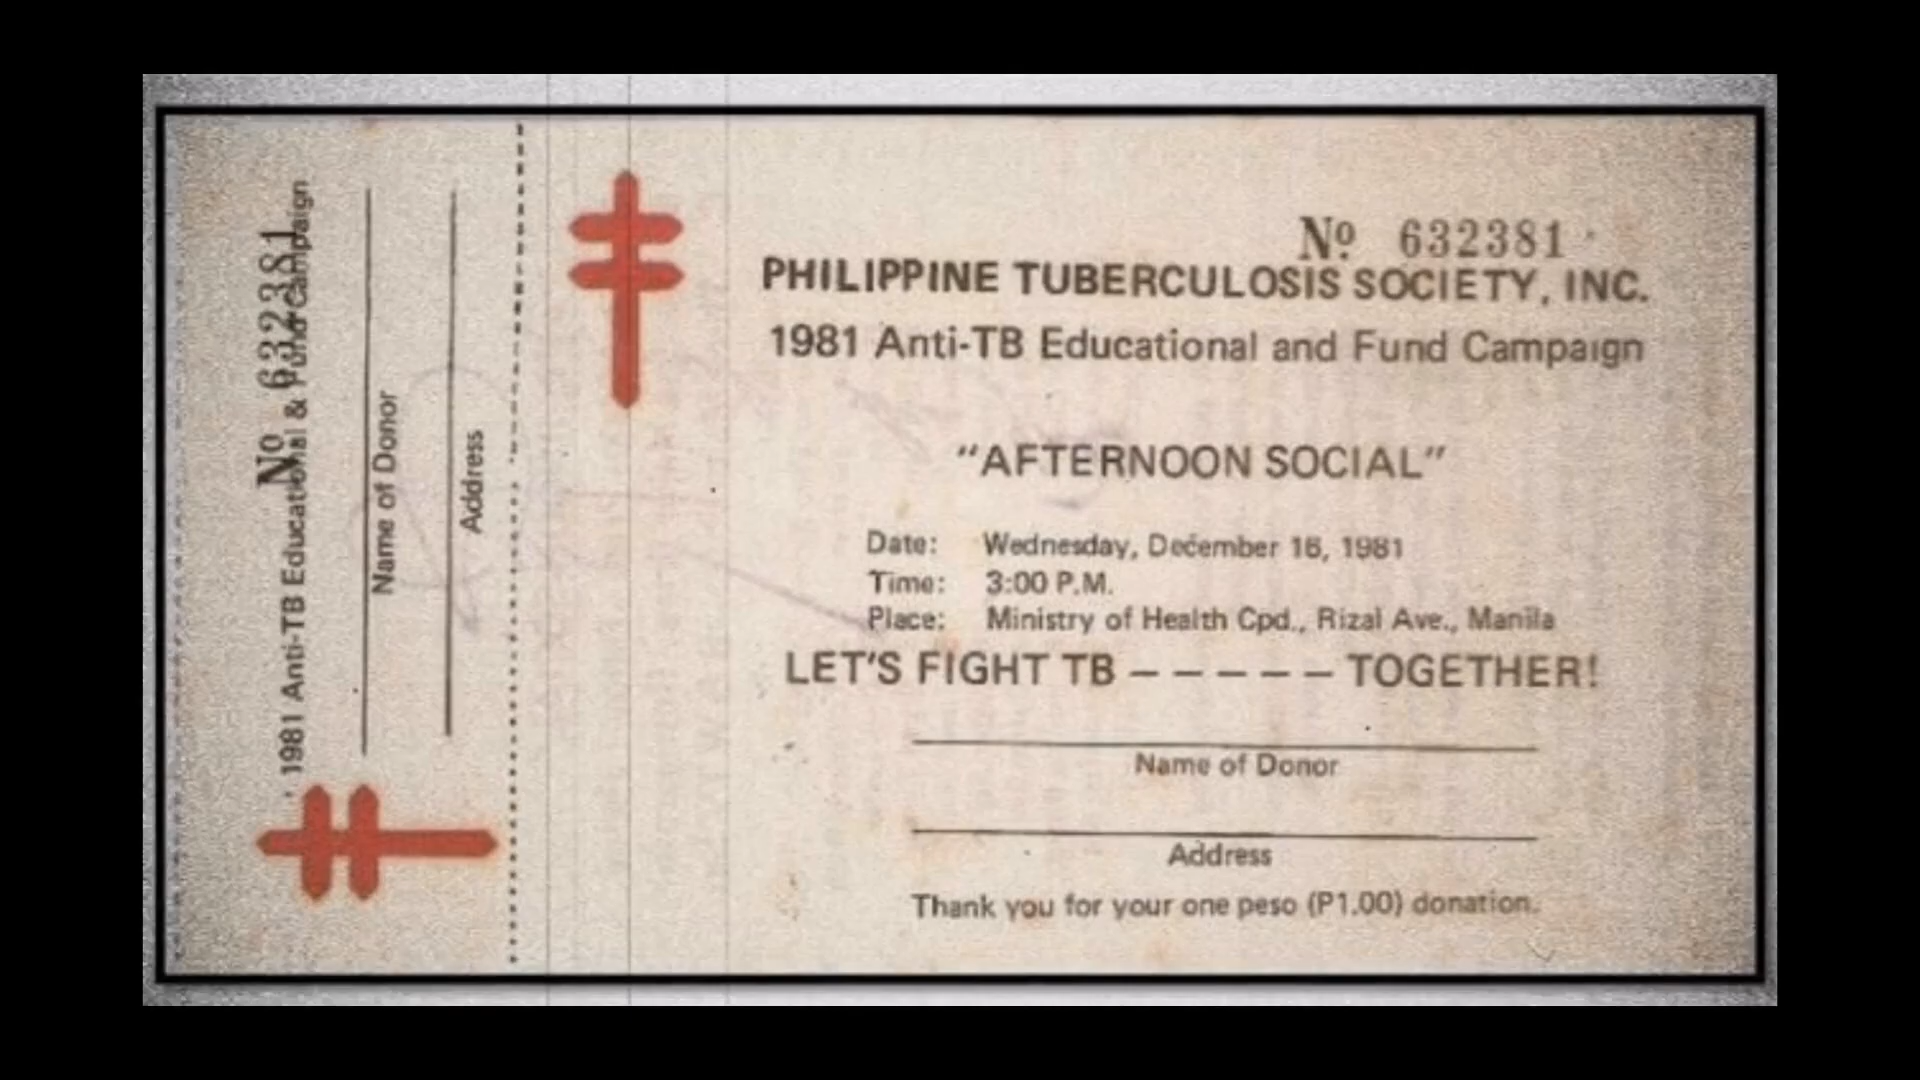 No 632381
1981 Anti-TB Educational & Fund Campaign
Name of Donor
Address
No 632381
PHILIPPINE TUBERCULOSIS SOCIETY, INC.
1981 Anti-TB Educational and Fund Campaign
“AFTERNOON SOCIAL”
Date: Wednesday, December 16, 1981
Time: 3:00 P.M.
Place: Ministry of Health Cpd., Rizal Ave., Manila
LET'S FIGHT TB – – – – – TOGETHER!
Name of Donor
Address
Thank you for your one peso (P1.00) donation.